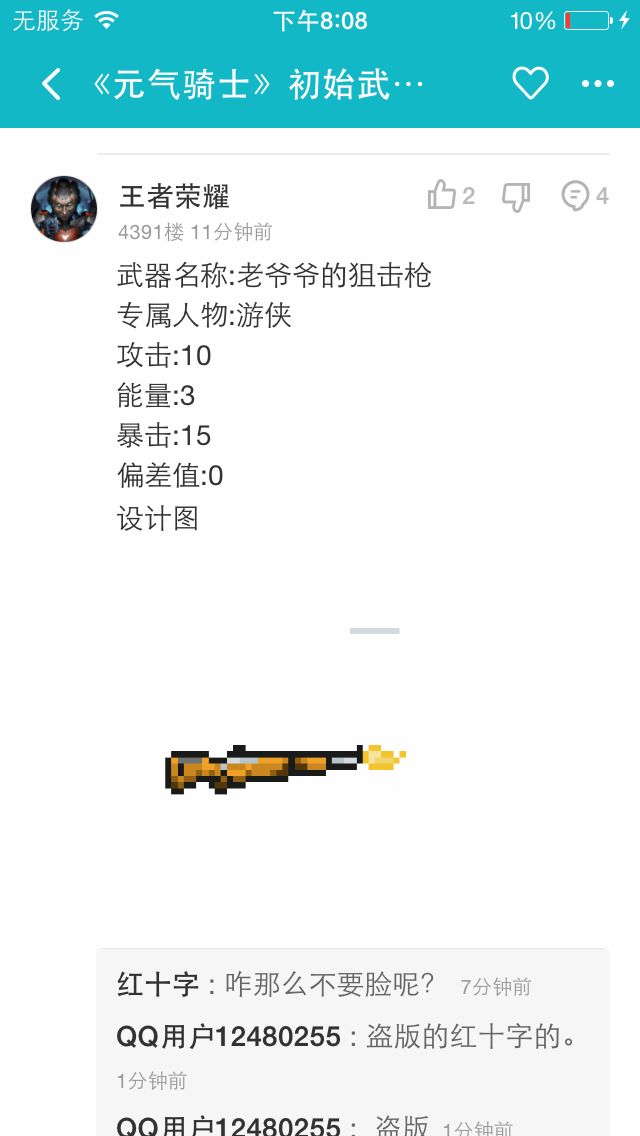 无服务 下午8:08 10%
《元气骑士》初始武…
王者荣耀 2 4
4391楼 11分钟前
武器名称:老爷爷的狙击枪
专属人物:游侠
攻击:10
能量:3
暴击:15
偏差值:0
设计图
红十字：咋那么不要脸呢？ 7分钟前
QQ用户12480255：盗版的红十字的。
1分钟前
QQ用户12480255： 盗版 1分钟前